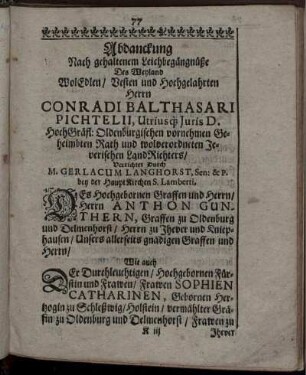 77
Abdanckung
Nach gehaltenem Leichbegängnüße
Des Weyland
WolEdlen/ Vesten und Hochgelahrten
Herrn
CONRADI BALTHASARI
PICHTELII, Utriusq; Juris D.
HochGräfl: Oldenburgischen vornehmen Ge-
heimbten Rath und wolverordneten Je-
verischen LandRichters/
Verrichtet Durch
M. GERLACUM LANGHORST, Sen: & P.
bey der HauptKirchen S. Lamberti.
DEs Hochgebornen Graffen und Herrn/
Herrn ANTHON GUN-
THERN, Graffen zu Oldenburg
und Delmenhorst/ Herrn zu Jhever und Kniep-
hausen/ Unsers allerseits gnädigen Graffen und
Herrn/
Wie auch
DEr Durchleuchtigen/ Hochgebornen Für-
stin und Frawen/ Frawen SOPHIEN
CATHARINEN, Gebornen Her-
tzogin zu Schleßwig/ Holstein/ vermählter Grä-
fin zu Oldenburg und Delmenhorst/ Frawen zu
K iij Jhever